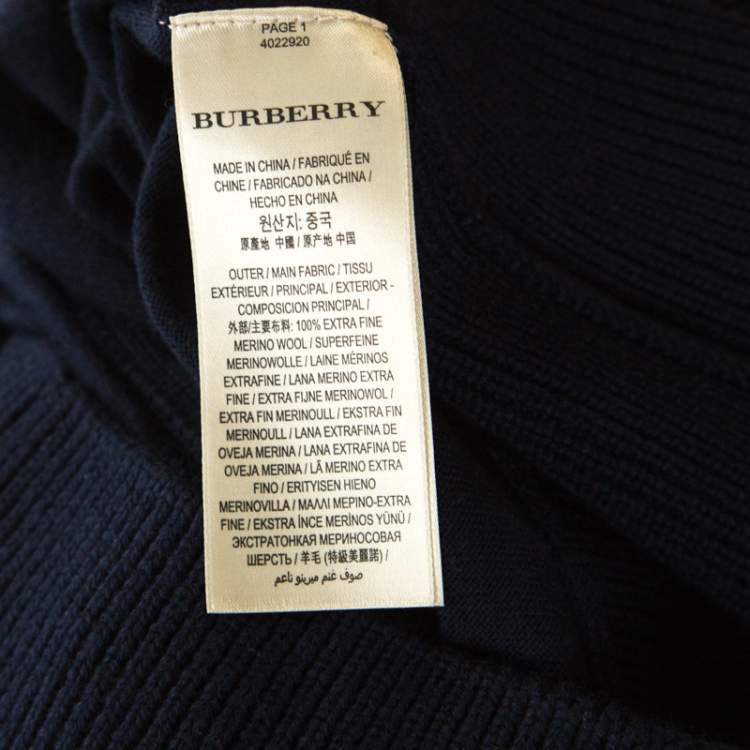 PAGE 1
4022920
BURBERRY
MADE IN CHINA / FABRIQUÉ EN
CHINE / FABRICADO NA CHINA /
HECHO EN CHINA
원산지: 중국
原產地 中國 / 原产地 中国
OUTER / MAIN FABRIC / TISSU
EXTÉRIEUR / PRINCIPAL / EXTERIOR -
COMPOSICION PRINCIPAL /
外部/主要布料: 100% EXTRA FINE
MERINO WOOL / SUPERFEINE
MERINOWOLLE / LAINE MÉRINOS
EXTRAFINE / LANA MERINO EXTRA
FINE / EXTRA FIJNE MERINOWOL /
EXTRA FIN MERINOULL / EKSTRA FIN
MERINOULL / LANA EXTRAFINA DE
OVEJA MERINA / LANA EXTRAFINA DE
OVEJA MERINA / LÃ MERINO EXTRA
FINO / ERITYISEN HIENO
MERINOVILLA / ΜΑΛΛΙ ΜΕΡΙΝΟ-EXTRA
FINE / EKSTRA İNCE MERİNOS YÜNÜ /
ЭКСТРАТОНКАЯ МЕРИНОСОВАЯ
ШЕРСТЬ / 羊毛 (特級美麗諾) /
صوف غنم ميرينو ناعم